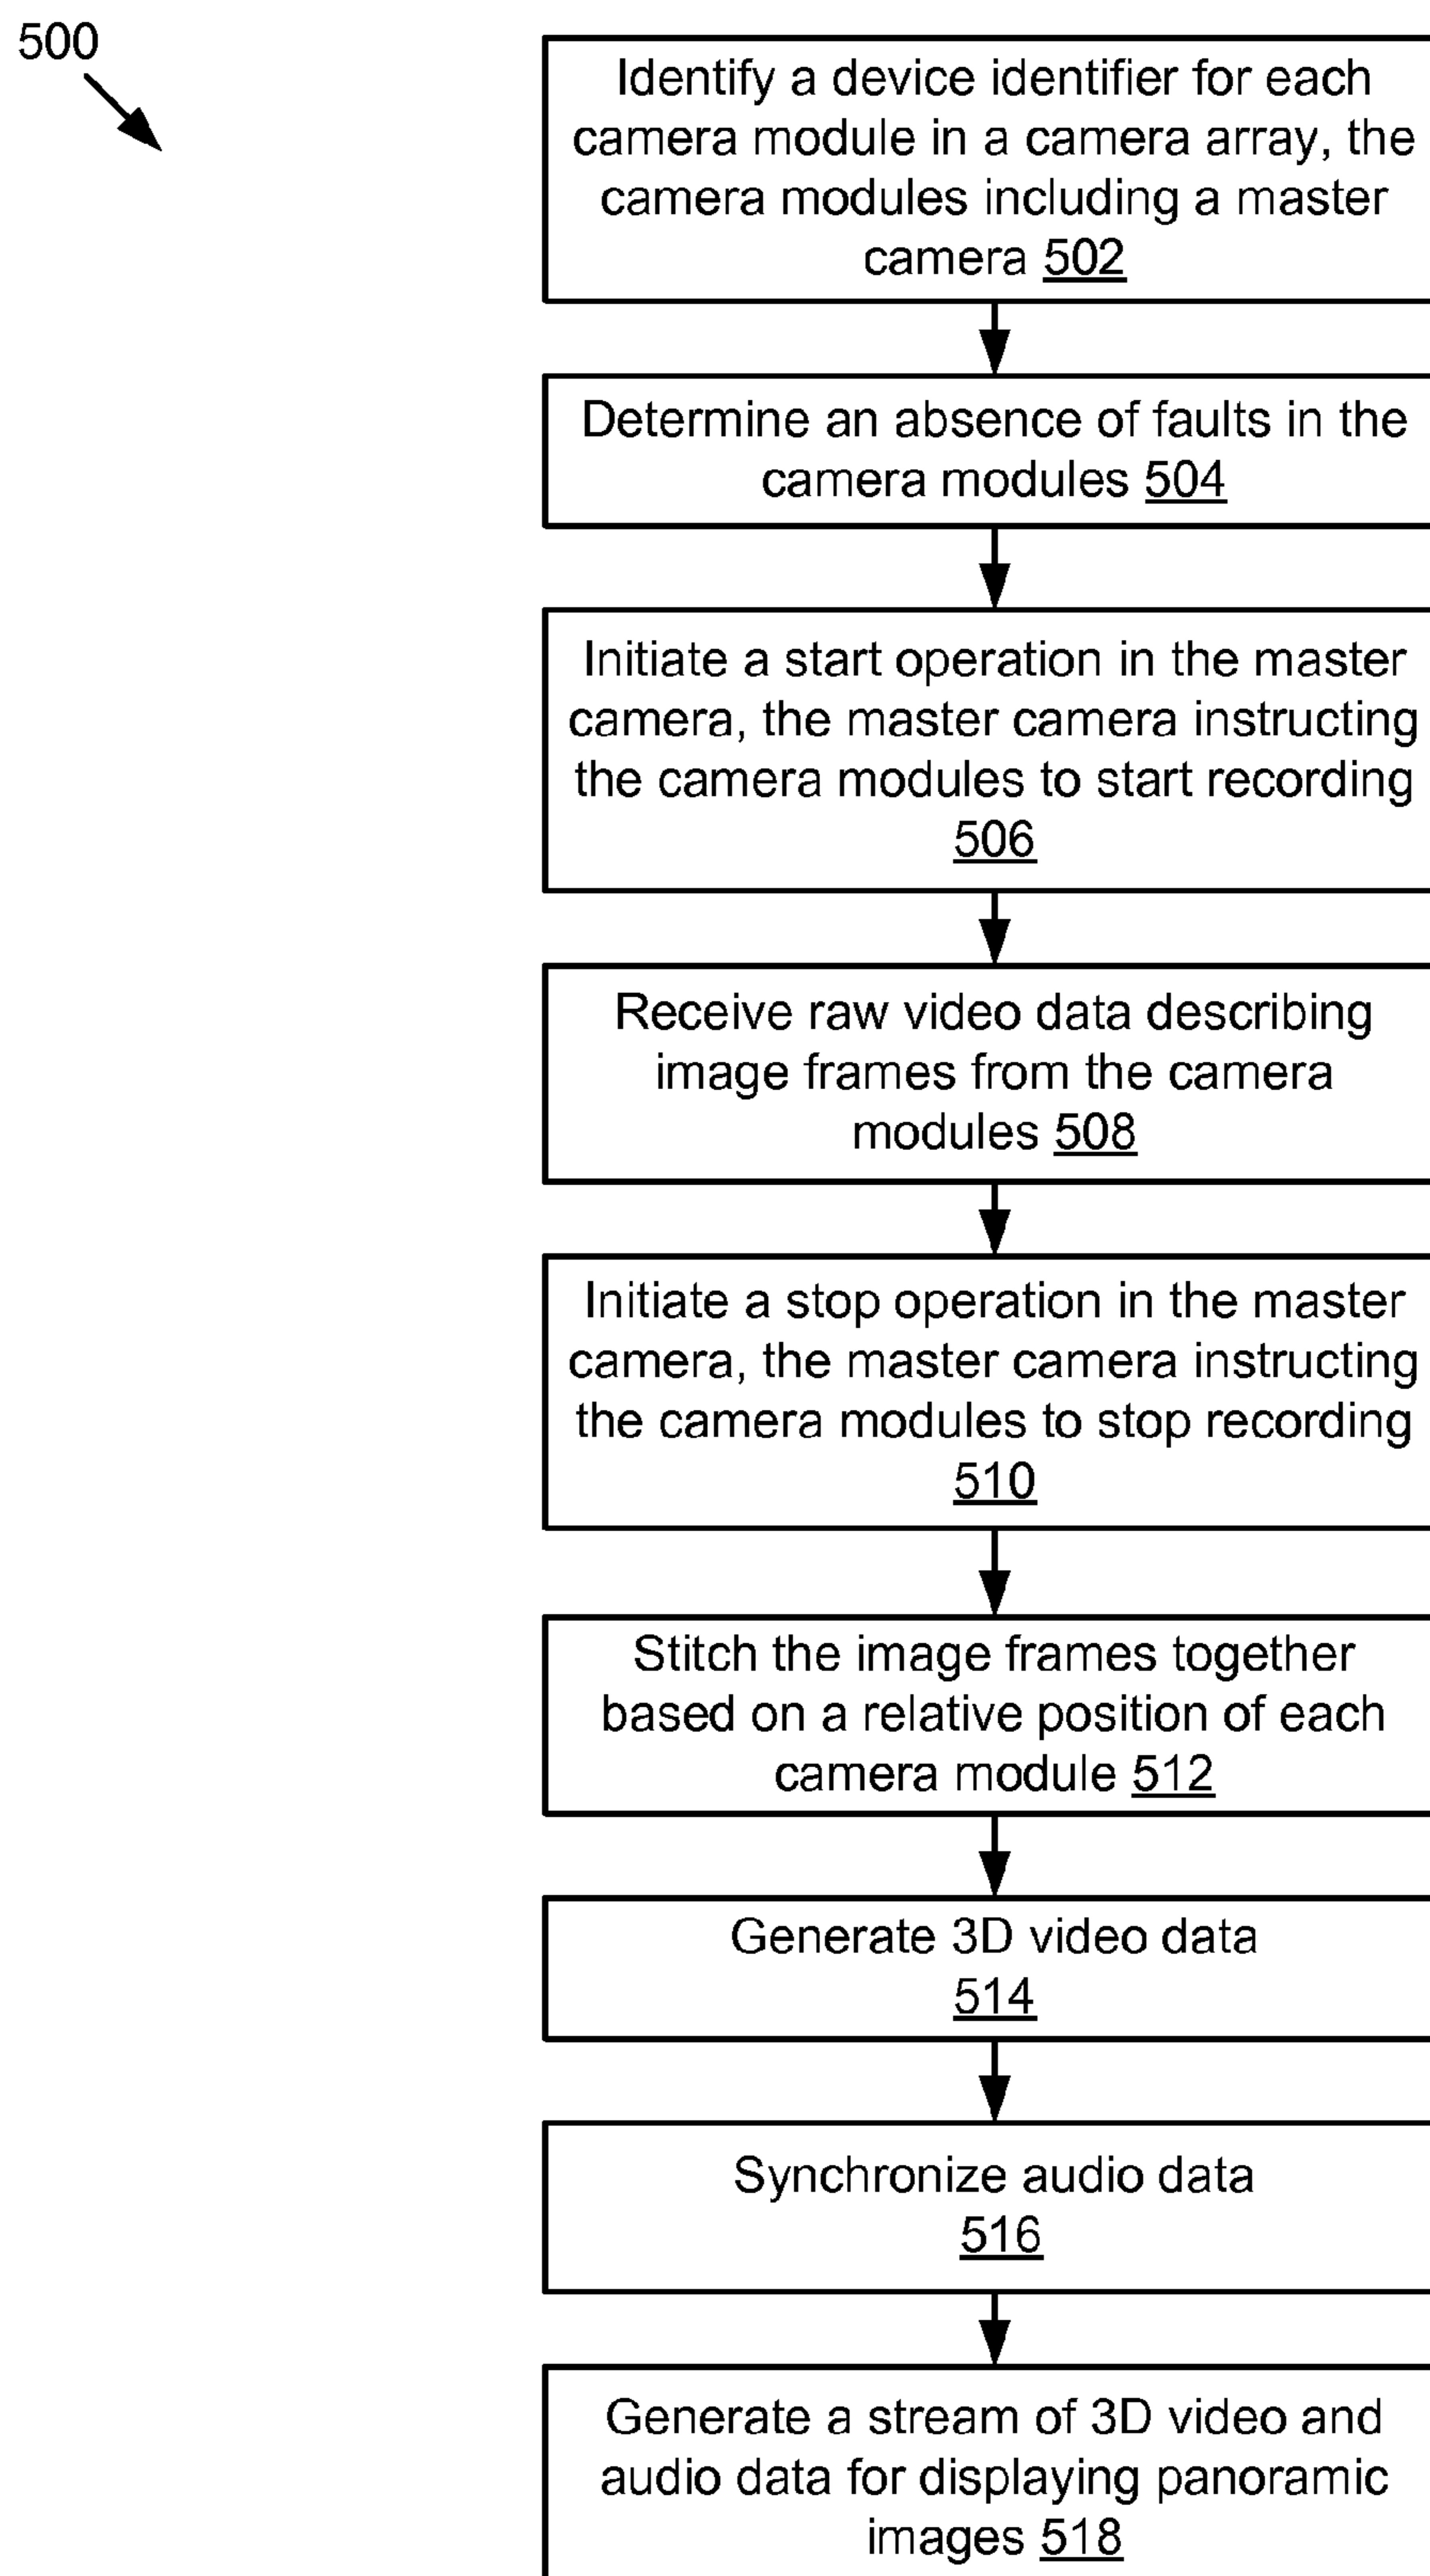 500
Identify a device identifier for each
camera module in a camera array, the
camera modules including a master
camera 502
Determine an absence of faults in the
camera modules 504
Initiate a start operation in the master
camera, the master camera instructing
the camera modules to start recording
506
Receive raw video data describing
image frames from the camera
modules 508
Initiate a stop operation in the master
camera, the master camera instructing
the camera modules to stop recording
510
Stitch the image frames together
based on a relative position of each
camera module 512
Generate 3D video data
514
Synchronize audio data
516
Generate a stream of 3D video and
audio data for displaying panoramic
images 518